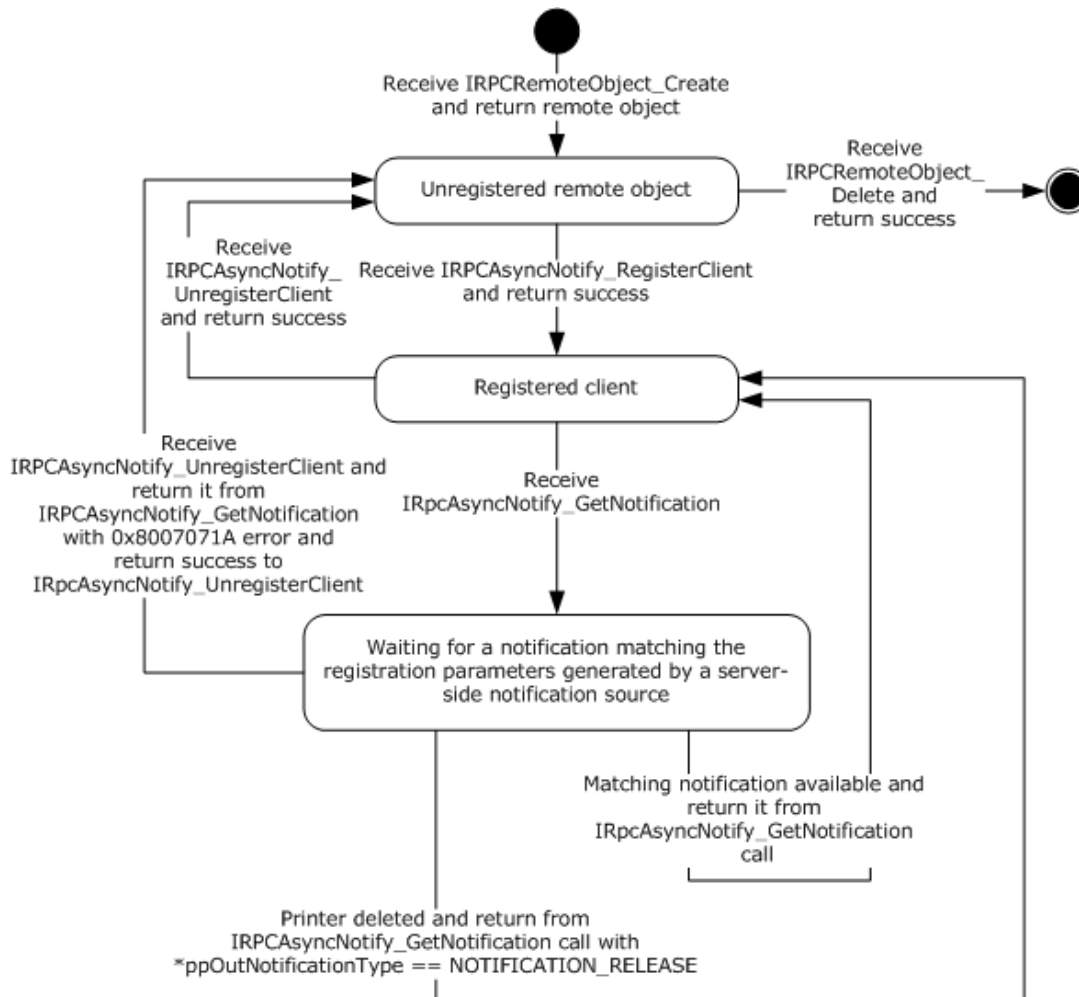 Receive IRPCRemoteObject_Create
and return remote object
Unregistered remote object
Receive
IRPCRemoteObject_
Delete and
return success
Receive
IRPCAsyncNotify_
UnregisterClient
and return success
Receive IRPCAsyncNotify_RegisterClient
and return success
Registered client
Receive
IRPCAsyncNotify_UnregisterClient and
return it from
IRPCAsyncNotify_GetNotification
with 0x8007071A error and
return success to
IRpcAsyncNotify_UnregisterClient
Receive
IRpcAsyncNotify_GetNotification
Waiting for a notification matching the
registration parameters generated by a server-
side notification source
Matching notification available and
return it from
IRpcAsyncNotify_GetNotification
call
Printer deleted and return from
IRPCAsyncNotify_GetNotification call with
*ppOutNotificationType == NOTIFICATION_RELEASE